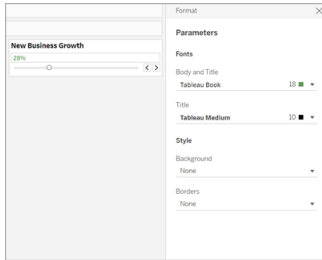 Format
Parameters
New Business Growth
28%
Fonts
Body and Title
Tableau Book 18
Title
Tableau Medium 10
Style
Background
None
Borders
None